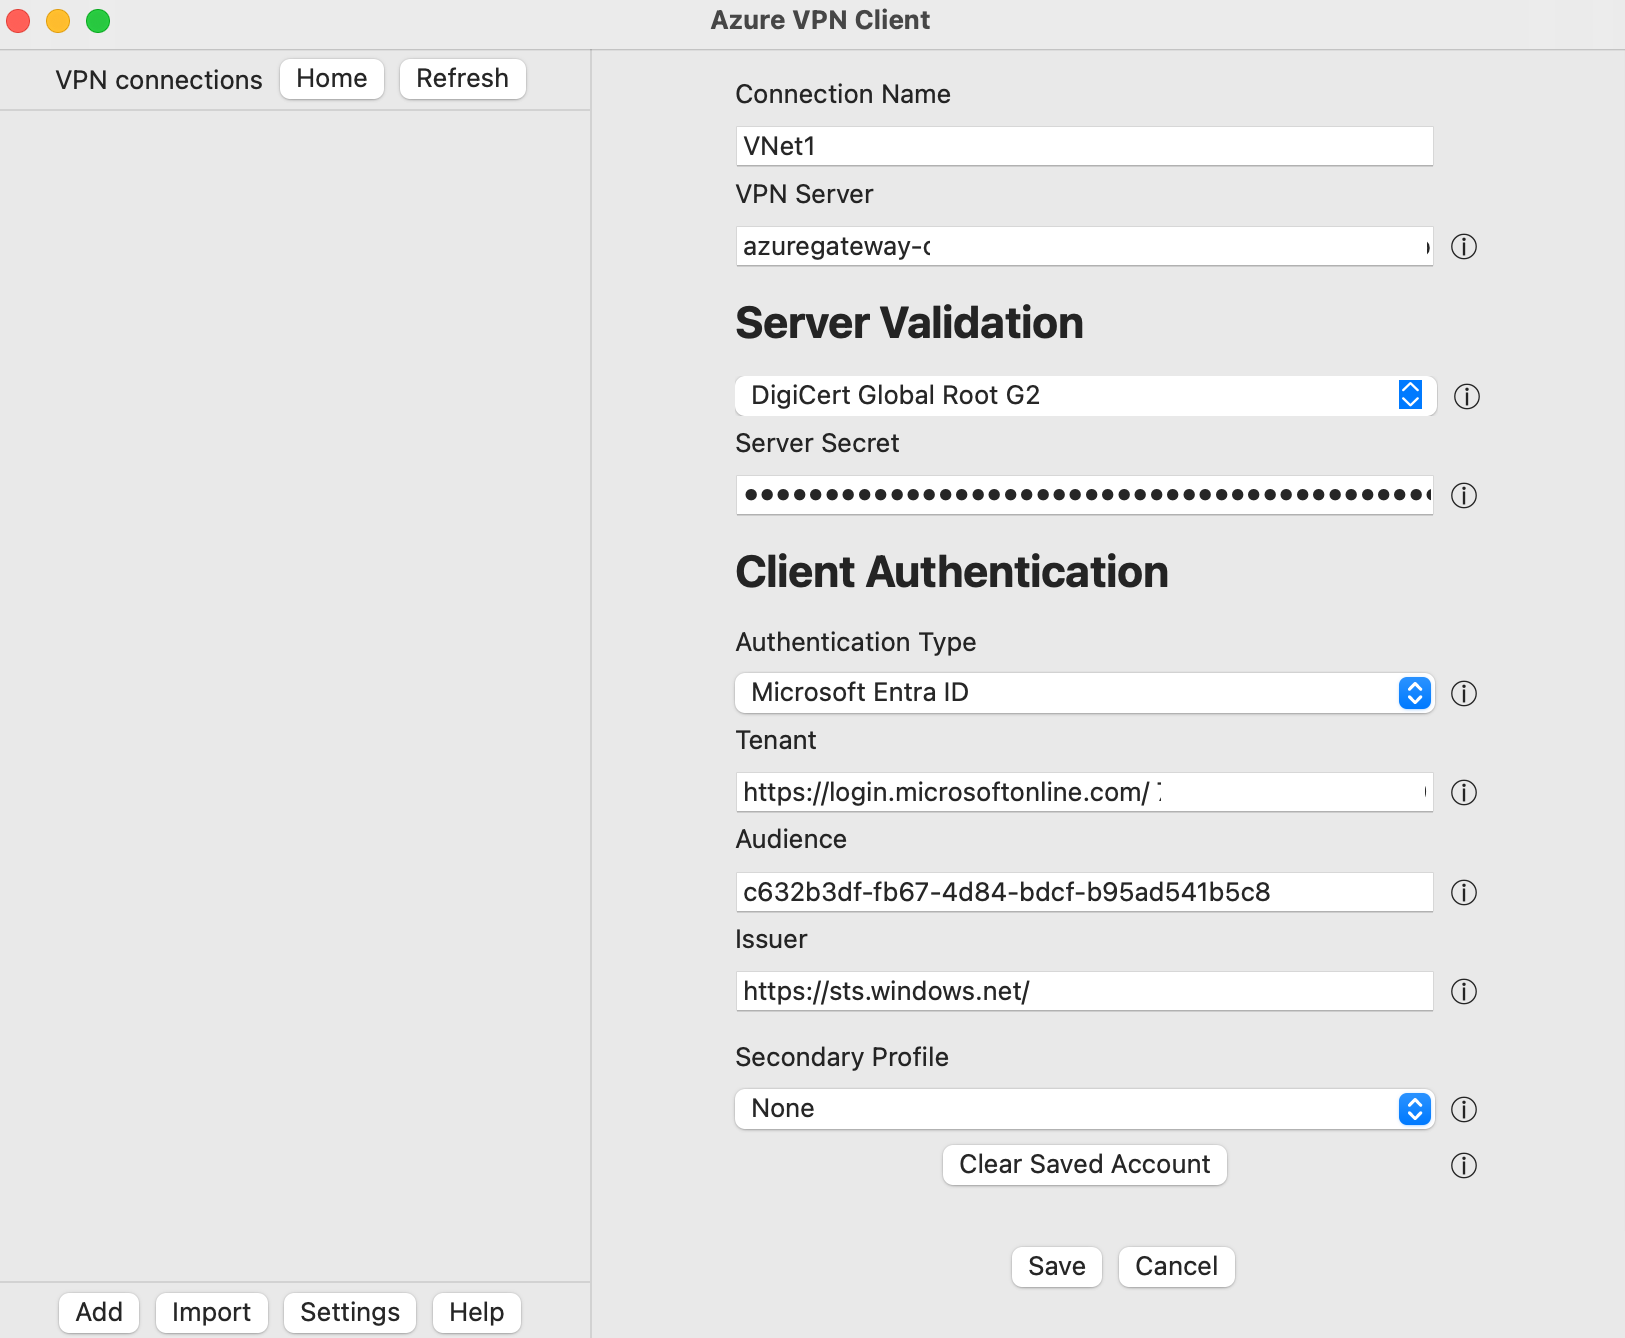 Azure VPN Client
VPN connections Home Refresh
Connection Name
VNet1
VPN Server
azuregateway-
Server Validation
DigiCert Global Root G2
Server Secret
Client Authentication
Authentication Type
Microsoft Entra ID
Tenant
https://login.microsoftonline.com/
Audience
c632b3df-fb67-4d84-bdcf-b95ad541b5c8
Issuer
https://sts.windows.net/
Secondary Profile
None
Clear Saved Account
Save Cancel
Add Import Settings Help